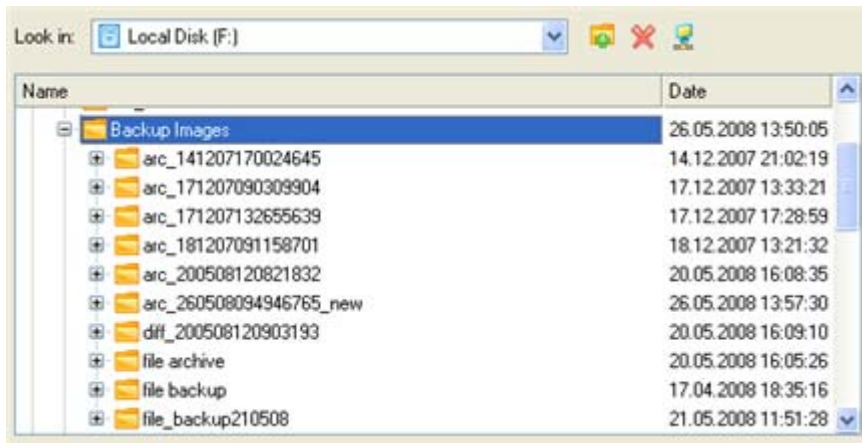 Look in: Local Disk (F:)
Name Date
Backup Images 26.05.2008 13:50:05
arc_141207170024645 14.12.2007 21:02:19
arc_171207090309904 17.12.2007 13:33:21
arc_171207132655639 17.12.2007 17:28:59
arc_181207091158701 18.12.2007 13:21:32
arc_200508120821832 20.05.2008 16:08:35
arc_260508094946765_new 26.05.2008 13:57:30
diff_200508120903193 20.05.2008 16:09:10
file archive 20.05.2008 16:05:26
file backup 17.04.2008 18:35:16
file_backup210508 21.05.2008 11:51:28